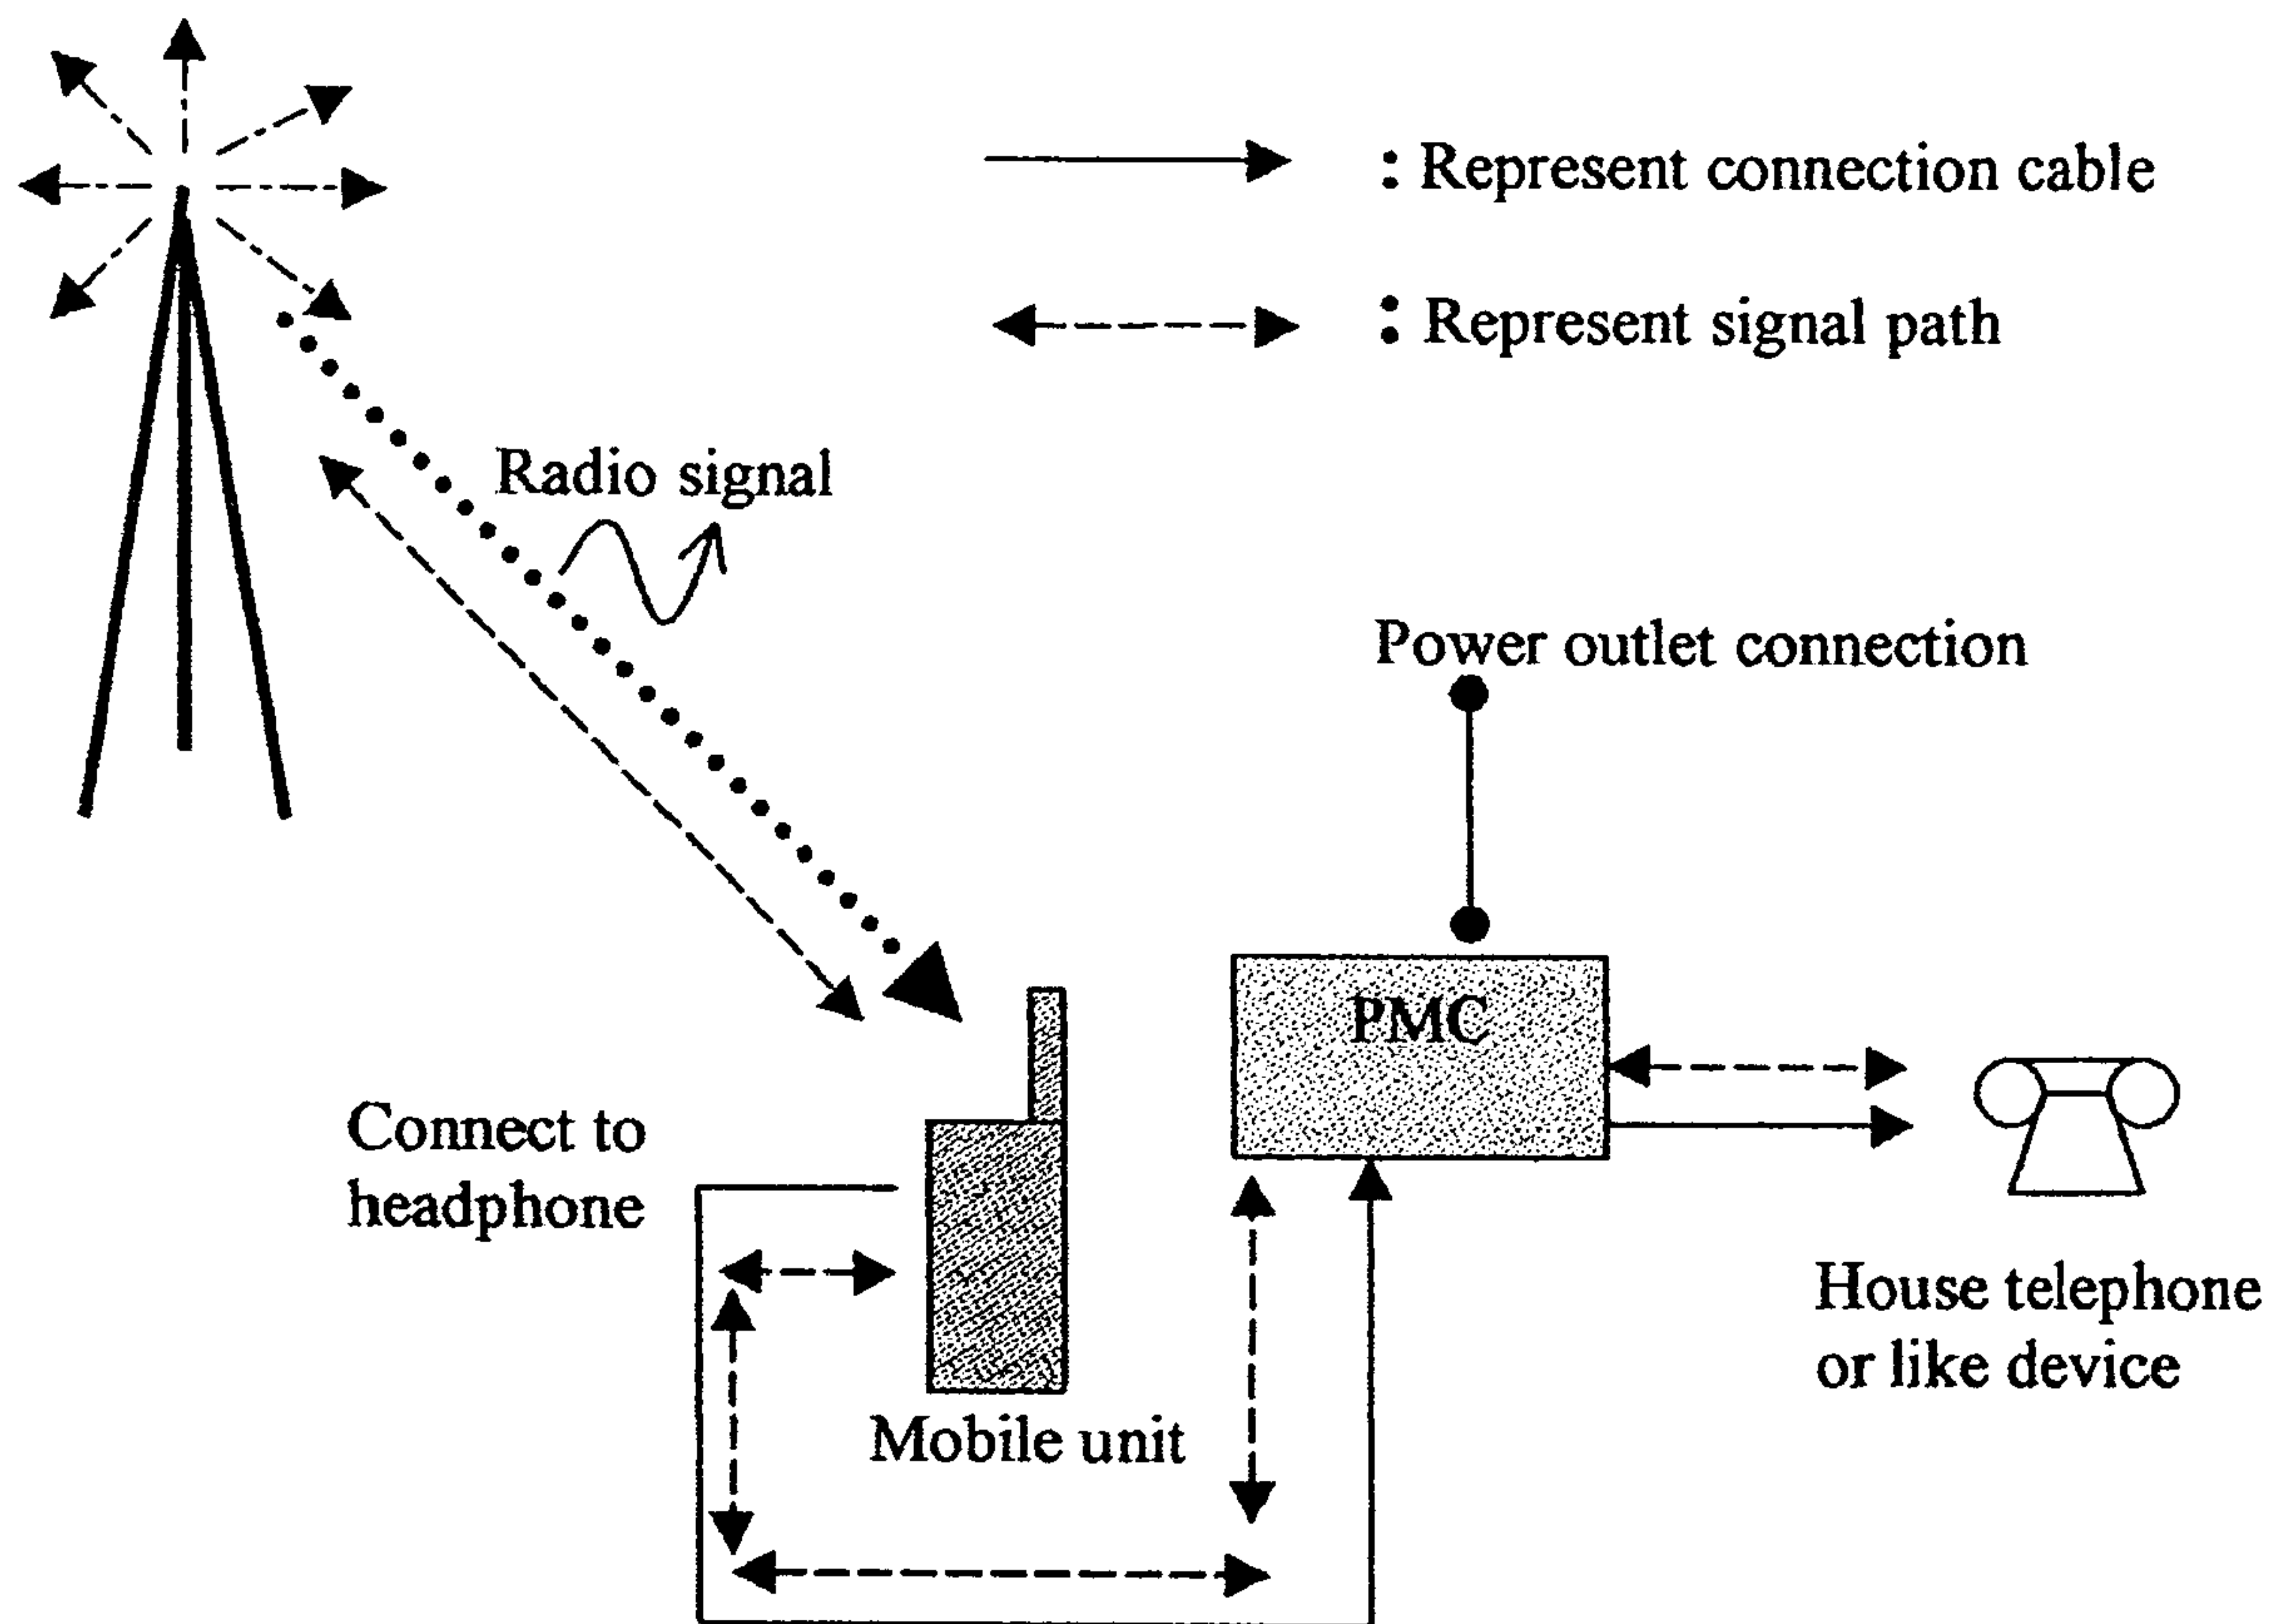 : Represent connection cable
: Represent signal path
Radio signal
Power outlet connection
PMC
Connect to
headphone
House telephone
or like device
Mobile unit